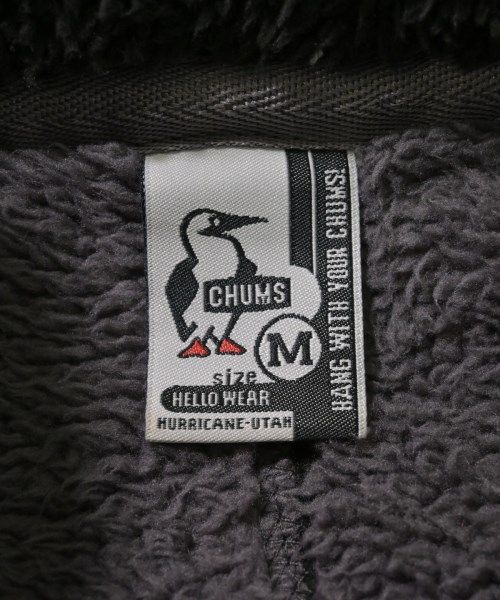 CHUMS
M
size
HELLO WEAR
HURRICANE-UTAH
HANG WITH YOUR CHUMS!